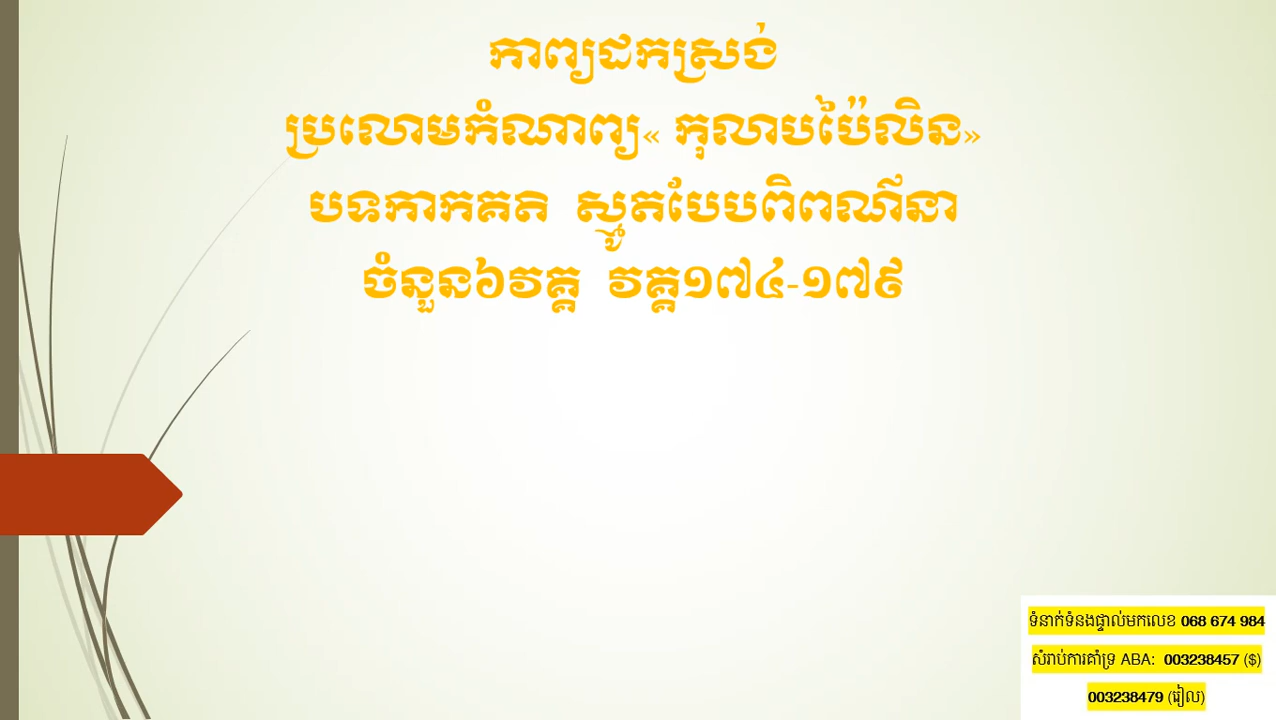 កាព្យដកស្រង់
ប្រលោមកំណាព្យ« កុលាបប៉ៃលិន»
បទកាកគតិ ស្មូតបែបពិពណ៌នា
ចំនួន៦វគ្គ វគ្គ១៧៤-១៧៩
ទំនាក់ទំនងផ្ទាល់មកលេខ 068 674 984
សំរាប់ការគាំទ្រ ABA: 003238457 ($)
003238479 (រៀល)